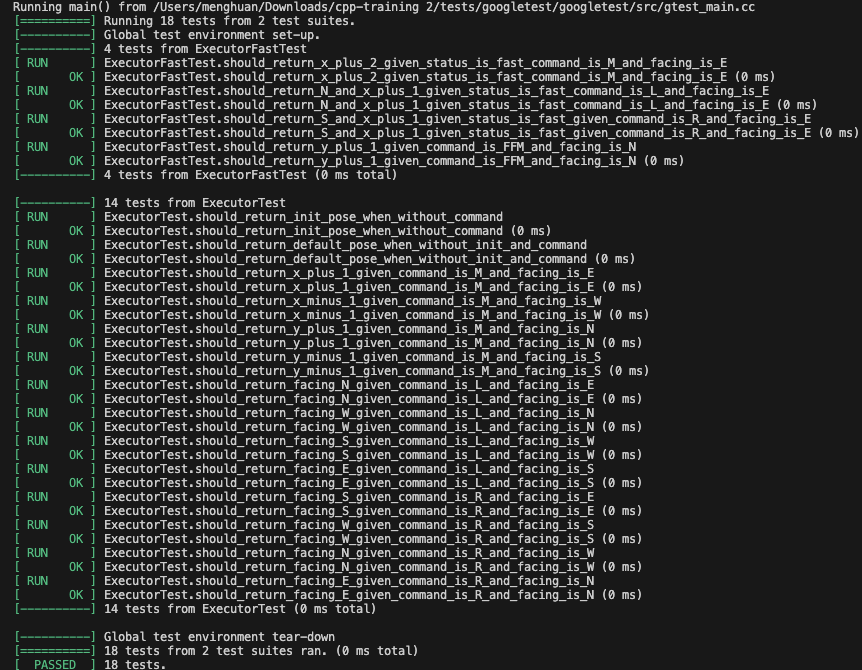 Running main() from /Users/menghuan/Downloads/cpp-training 2/tests/googletest/googletest/src/gtest_main.cc
[==========] Running 18 tests from 2 test suites.
[----------] Global test environment set-up.
[----------] 4 tests from ExecutorFastTest
[ RUN      ] ExecutorFastTest.should_return_x_plus_2_given_status_is_fast_command_is_M_and_facing_is_E
[       OK ] ExecutorFastTest.should_return_x_plus_2_given_status_is_fast_command_is_M_and_facing_is_E (0 ms)
[ RUN      ] ExecutorFastTest.should_return_N_and_x_plus_1_given_status_is_fast_command_is_L_and_facing_is_E
[       OK ] ExecutorFastTest.should_return_N_and_x_plus_1_given_status_is_fast_command_is_L_and_facing_is_E (0 ms)
[ RUN      ] ExecutorFastTest.should_return_S_and_x_plus_1_given_status_is_fast_given_command_is_R_and_facing_is_E
[       OK ] ExecutorFastTest.should_return_S_and_x_plus_1_given_status_is_fast_given_command_is_R_and_facing_is_E (0 ms)
[ RUN      ] ExecutorFastTest.should_return_y_plus_1_given_command_is_FFM_and_facing_is_N
[       OK ] ExecutorFastTest.should_return_y_plus_1_given_command_is_FFM_and_facing_is_N (0 ms)
[----------] 4 tests from ExecutorFastTest (0 ms total)

[----------] 14 tests from ExecutorTest
[ RUN      ] ExecutorTest.should_return_init_pose_when_without_command
[       OK ] ExecutorTest.should_return_init_pose_when_without_command (0 ms)
[ RUN      ] ExecutorTest.should_return_default_pose_when_without_init_and_command
[       OK ] ExecutorTest.should_return_default_pose_when_without_init_and_command (0 ms)
[ RUN      ] ExecutorTest.should_return_x_plus_1_given_command_is_M_and_facing_is_E
[       OK ] ExecutorTest.should_return_x_plus_1_given_command_is_M_and_facing_is_E (0 ms)
[ RUN      ] ExecutorTest.should_return_x_minus_1_given_command_is_M_and_facing_is_W
[       OK ] ExecutorTest.should_return_x_minus_1_given_command_is_M_and_facing_is_W (0 ms)
[ RUN      ] ExecutorTest.should_return_y_plus_1_given_command_is_M_and_facing_is_N
[       OK ] ExecutorTest.should_return_y_plus_1_given_command_is_M_and_facing_is_N (0 ms)
[ RUN      ] ExecutorTest.should_return_y_minus_1_given_command_is_M_and_facing_is_S
[       OK ] ExecutorTest.should_return_y_minus_1_given_command_is_M_and_facing_is_S (0 ms)
[ RUN      ] ExecutorTest.should_return_facing_N_given_command_is_L_and_facing_is_E
[       OK ] ExecutorTest.should_return_facing_N_given_command_is_L_and_facing_is_E (0 ms)
[ RUN      ] ExecutorTest.should_return_facing_W_given_command_is_L_and_facing_is_N
[       OK ] ExecutorTest.should_return_facing_W_given_command_is_L_and_facing_is_N (0 ms)
[ RUN      ] ExecutorTest.should_return_facing_S_given_command_is_L_and_facing_is_W
[       OK ] ExecutorTest.should_return_facing_S_given_command_is_L_and_facing_is_W (0 ms)
[ RUN      ] ExecutorTest.should_return_facing_E_given_command_is_L_and_facing_is_S
[       OK ] ExecutorTest.should_return_facing_E_given_command_is_L_and_facing_is_S (0 ms)
[ RUN      ] ExecutorTest.should_return_facing_S_given_command_is_R_and_facing_is_E
[       OK ] ExecutorTest.should_return_facing_S_given_command_is_R_and_facing_is_E (0 ms)
[ RUN      ] ExecutorTest.should_return_facing_W_given_command_is_R_and_facing_is_S
[       OK ] ExecutorTest.should_return_facing_W_given_command_is_R_and_facing_is_S (0 ms)
[ RUN      ] ExecutorTest.should_return_facing_N_given_command_is_R_and_facing_is_W
[       OK ] ExecutorTest.should_return_facing_N_given_command_is_R_and_facing_is_W (0 ms)
[ RUN      ] ExecutorTest.should_return_facing_E_given_command_is_R_and_facing_is_N
[       OK ] ExecutorTest.should_return_facing_E_given_command_is_R_and_facing_is_N (0 ms)
[----------] 14 tests from ExecutorTest (0 ms total)

[----------] Global test environment tear-down
[==========] 18 tests from 2 test suites ran. (0 ms total)
[  PASSED  ] 18 tests.